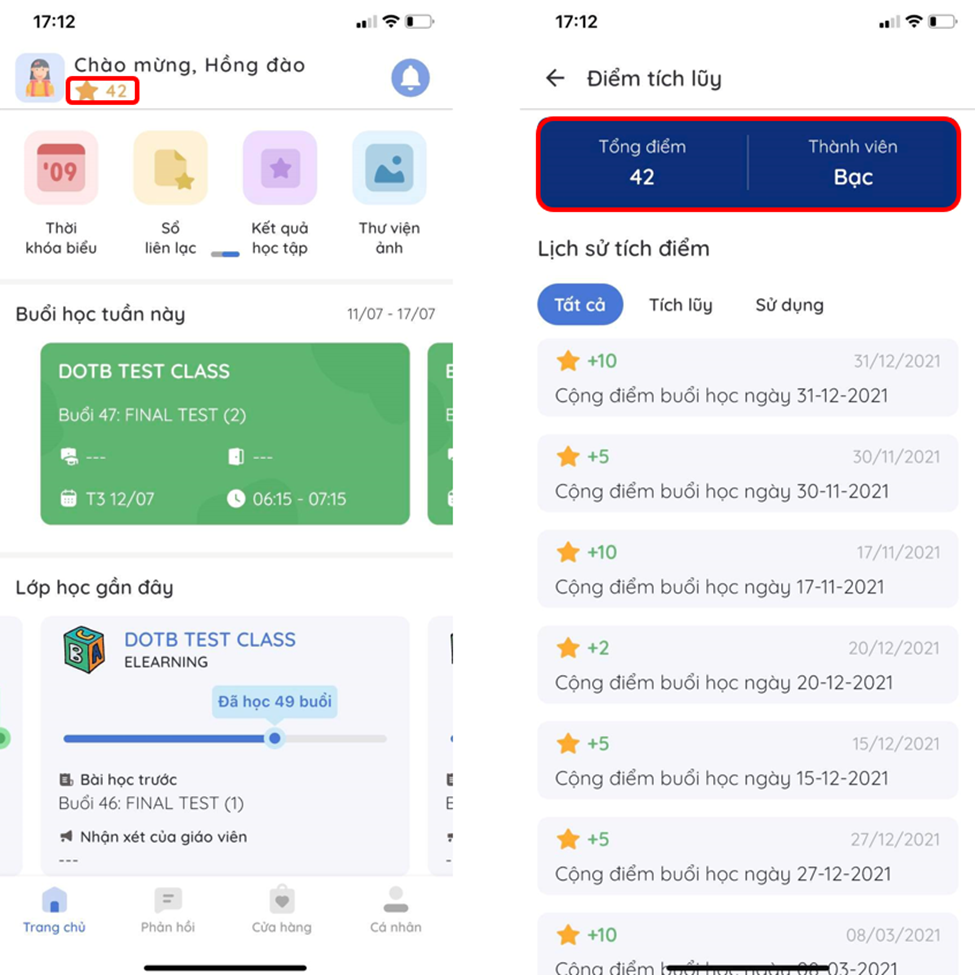 17:12
Chào mừng, Hồng đào
42
'09
Thời
khóa biểu
Sổ
liên lạc
Kết quả
học tập
Thư viện
ảnh
Buổi học tuần này
11/07 - 17/07
DOTB TEST CLASS
Buổi 47: FINAL TEST (2)
---
---
T3 12/07
06:15 - 07:15
Lớp học gần đây
DOTB TEST CLASS
ELEARNING
Đã học 49 buổi
Bài học trước
Buổi 46: FINAL TEST (1)
Nhận xét của giáo viên
---
Trang chủ
Phản hồi
Cửa hàng
Cá nhân
17:12
Điểm tích lũy
Tổng điểm
42
Thành viên
Bạc
Lịch sử tích điểm
Tất cả
Tích lũy
Sử dụng
+10
31/12/2021
Cộng điểm buổi học ngày 31-12-2021
+5
30/11/2021
Cộng điểm buổi học ngày 30-11-2021
+10
17/11/2021
Cộng điểm buổi học ngày 17-11-2021
+2
20/12/2021
Cộng điểm buổi học ngày 20-12-2021
+5
15/12/2021
Cộng điểm buổi học ngày 15-12-2021
+5
27/12/2021
Cộng điểm buổi học ngày 27-12-2021
+10
08/03/2021
Cộng điểm buổi học ngày 08-03-2021